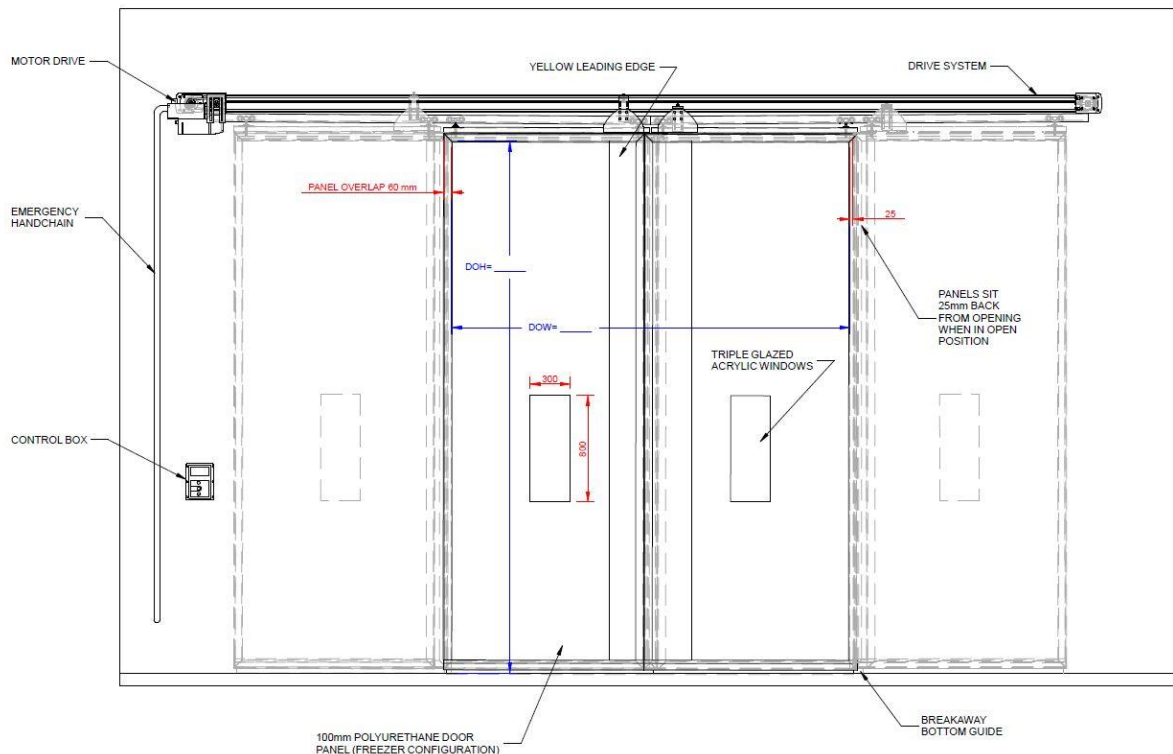 MOTOR DRIVE
YELLOW LEADING EDGE
DRIVE SYSTEM
PANEL OVERLAP 60 mm
EMERGENCY
HANDCHAIN
25
DOH= ____
PANELS SIT
25mm BACK
FROM OPENING
WHEN IN OPEN
POSITION
DOW= ____
TRIPLE GLAZED
ACRYLIC WINDOWS
300
800
CONTROL BOX
BREAKAWAY
BOTTOM GUIDE
100mm POLYURETHANE DOOR
PANEL (FREEZER CONFIGURATION)